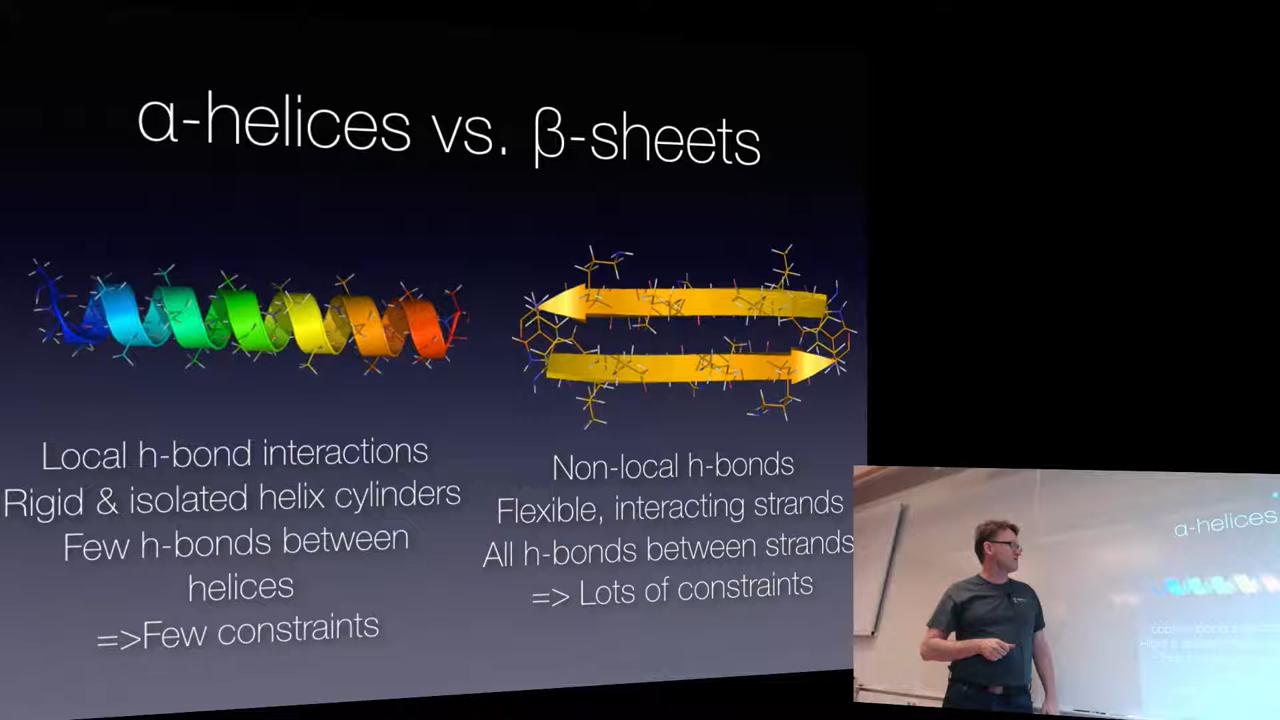 α-helices vs. β-sheets
Local h-bond interactions
Rigid & isolated helix cylinders
Few h-bonds between
helices
=>Few constraints
Non-local h-bonds
Flexible, interacting strands
All h-bonds between strands
=> Lots of constraints
α-helices